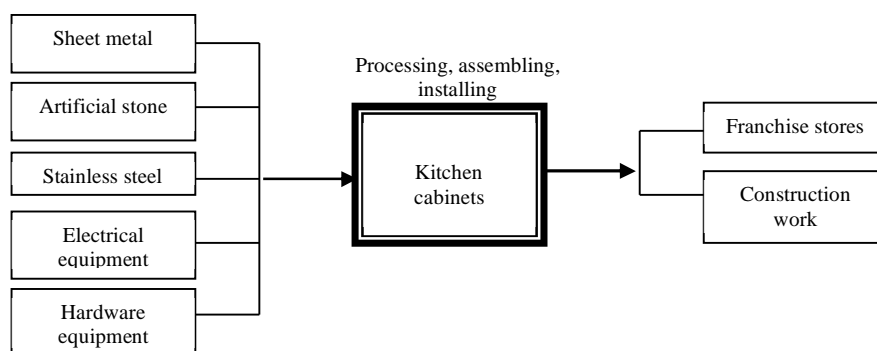 Sheet metal
Artificial stone
Stainless steel
Electrical
equipment
Hardware
equipment
Processing, assembling,
installing
Kitchen
cabinets
Franchise stores
Construction
work